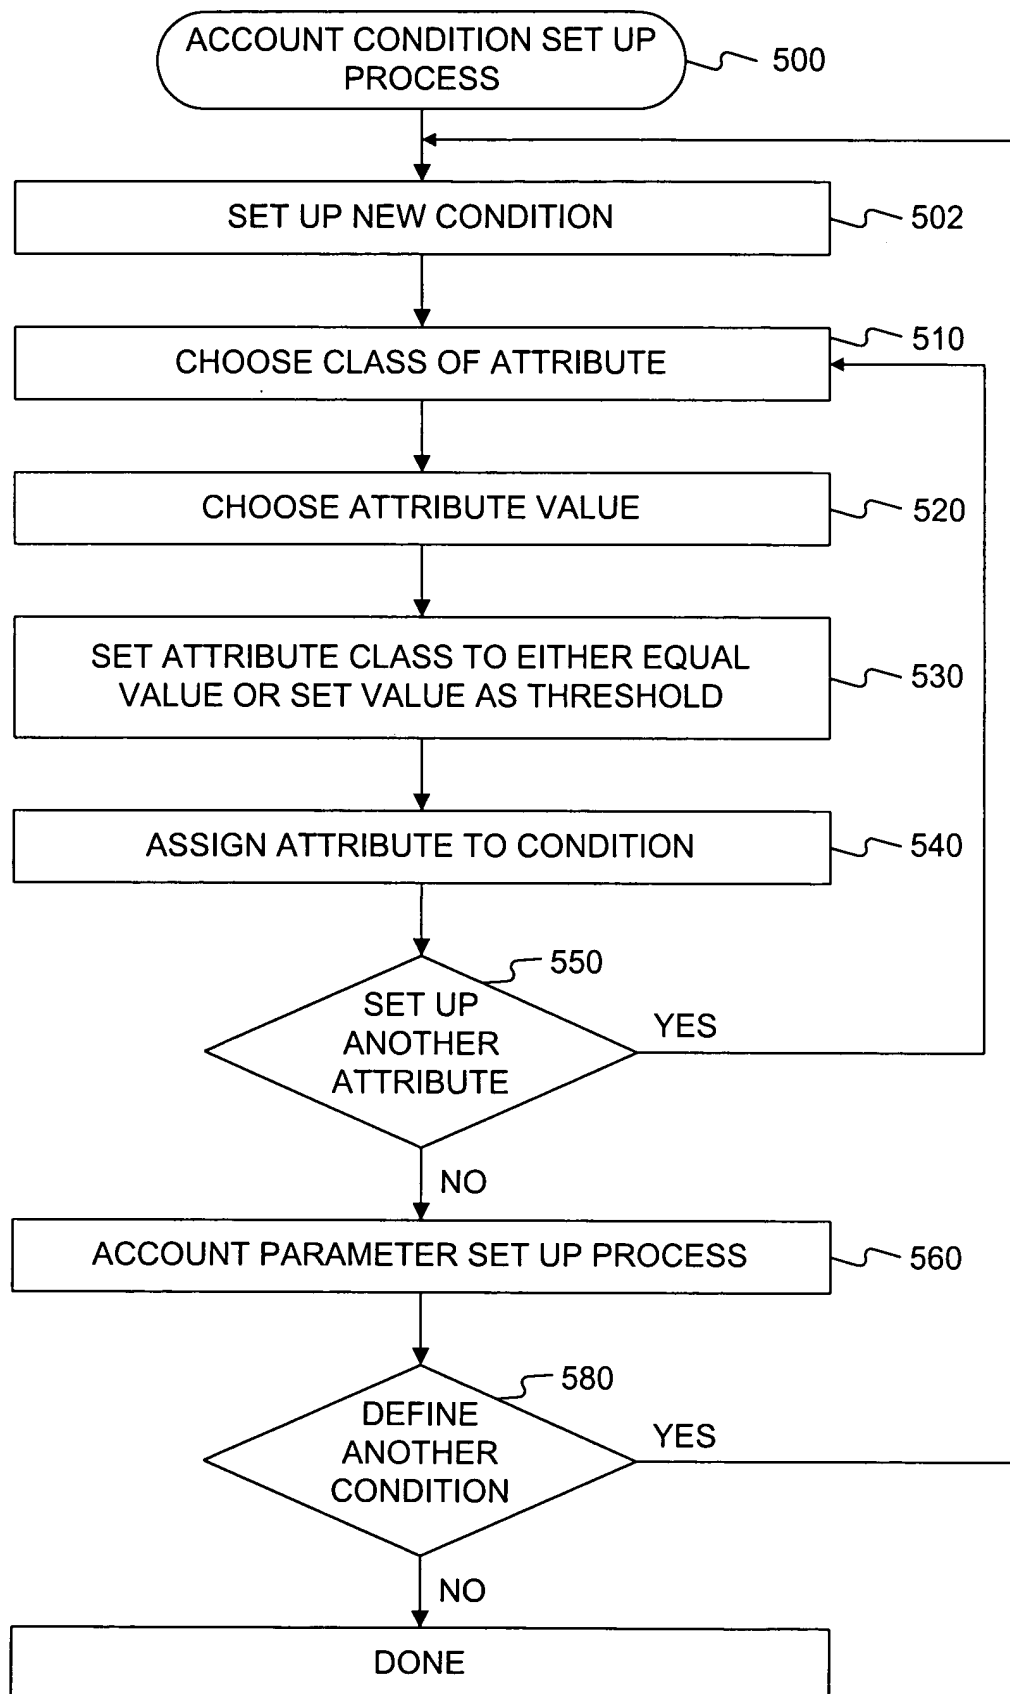 ACCOUNT CONDITION SET UP
PROCESS
500
SET UP NEW CONDITION
502
CHOOSE CLASS OF ATTRIBUTE
510
CHOOSE ATTRIBUTE VALUE
520
SET ATTRIBUTE CLASS TO EITHER EQUAL
VALUE OR SET VALUE AS THRESHOLD
530
ASSIGN ATTRIBUTE TO CONDITION
540
550
SET UP
ANOTHER
ATTRIBUTE
YES
NO
ACCOUNT PARAMETER SET UP PROCESS
560
580
DEFINE
ANOTHER
CONDITION
YES
NO
DONE